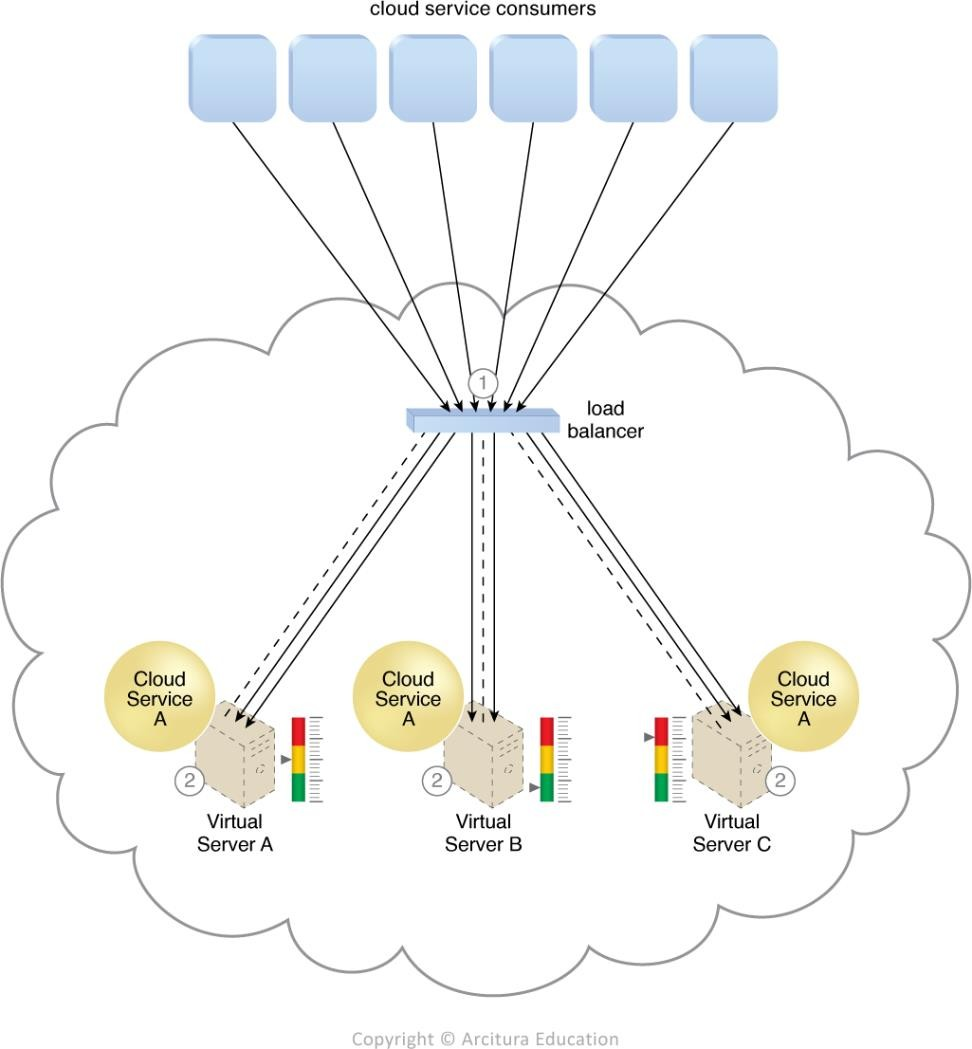 cloud service consumers
1
load
balancer
Cloud
Service
A
Cloud
Service
A
Cloud
Service
A
2
2
2
Virtual
Server A
Virtual
Server B
Virtual
Server C
Copyright © Arcitura Education